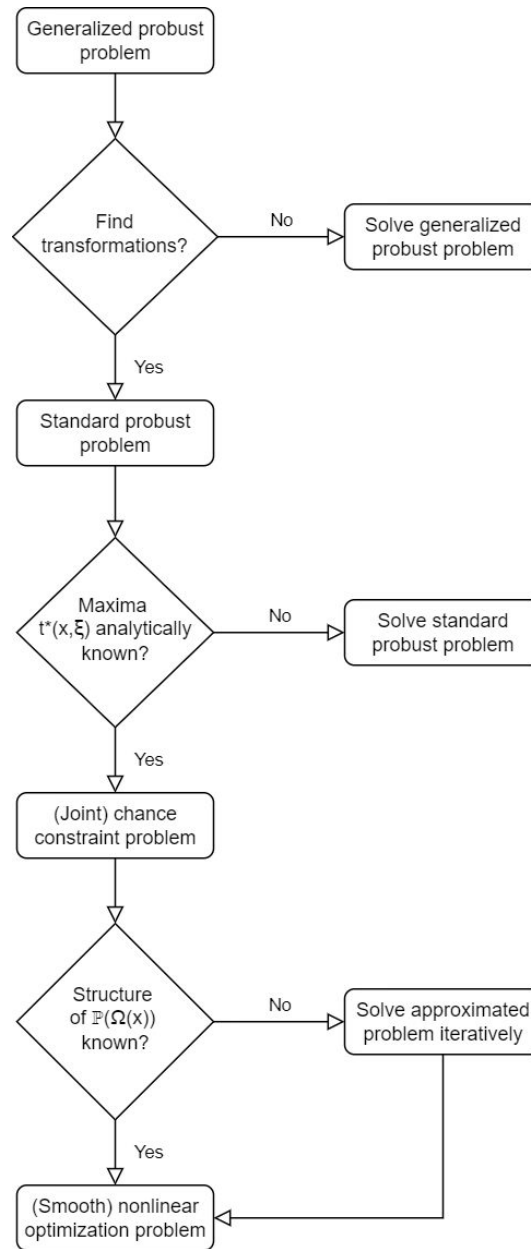 Generalized probust
problem
Find
transformations?
No
Solve generalized
probust problem
Yes
Standard probust
problem
Maxima
t*(x,ξ) analytically
known?
No
Solve standard
probust problem
Yes
(Joint) chance
constraint problem
Structure
of ℙ(Ω(x))
known?
No
Solve approximated
problem iteratively
Yes
(Smooth) nonlinear
optimization problem